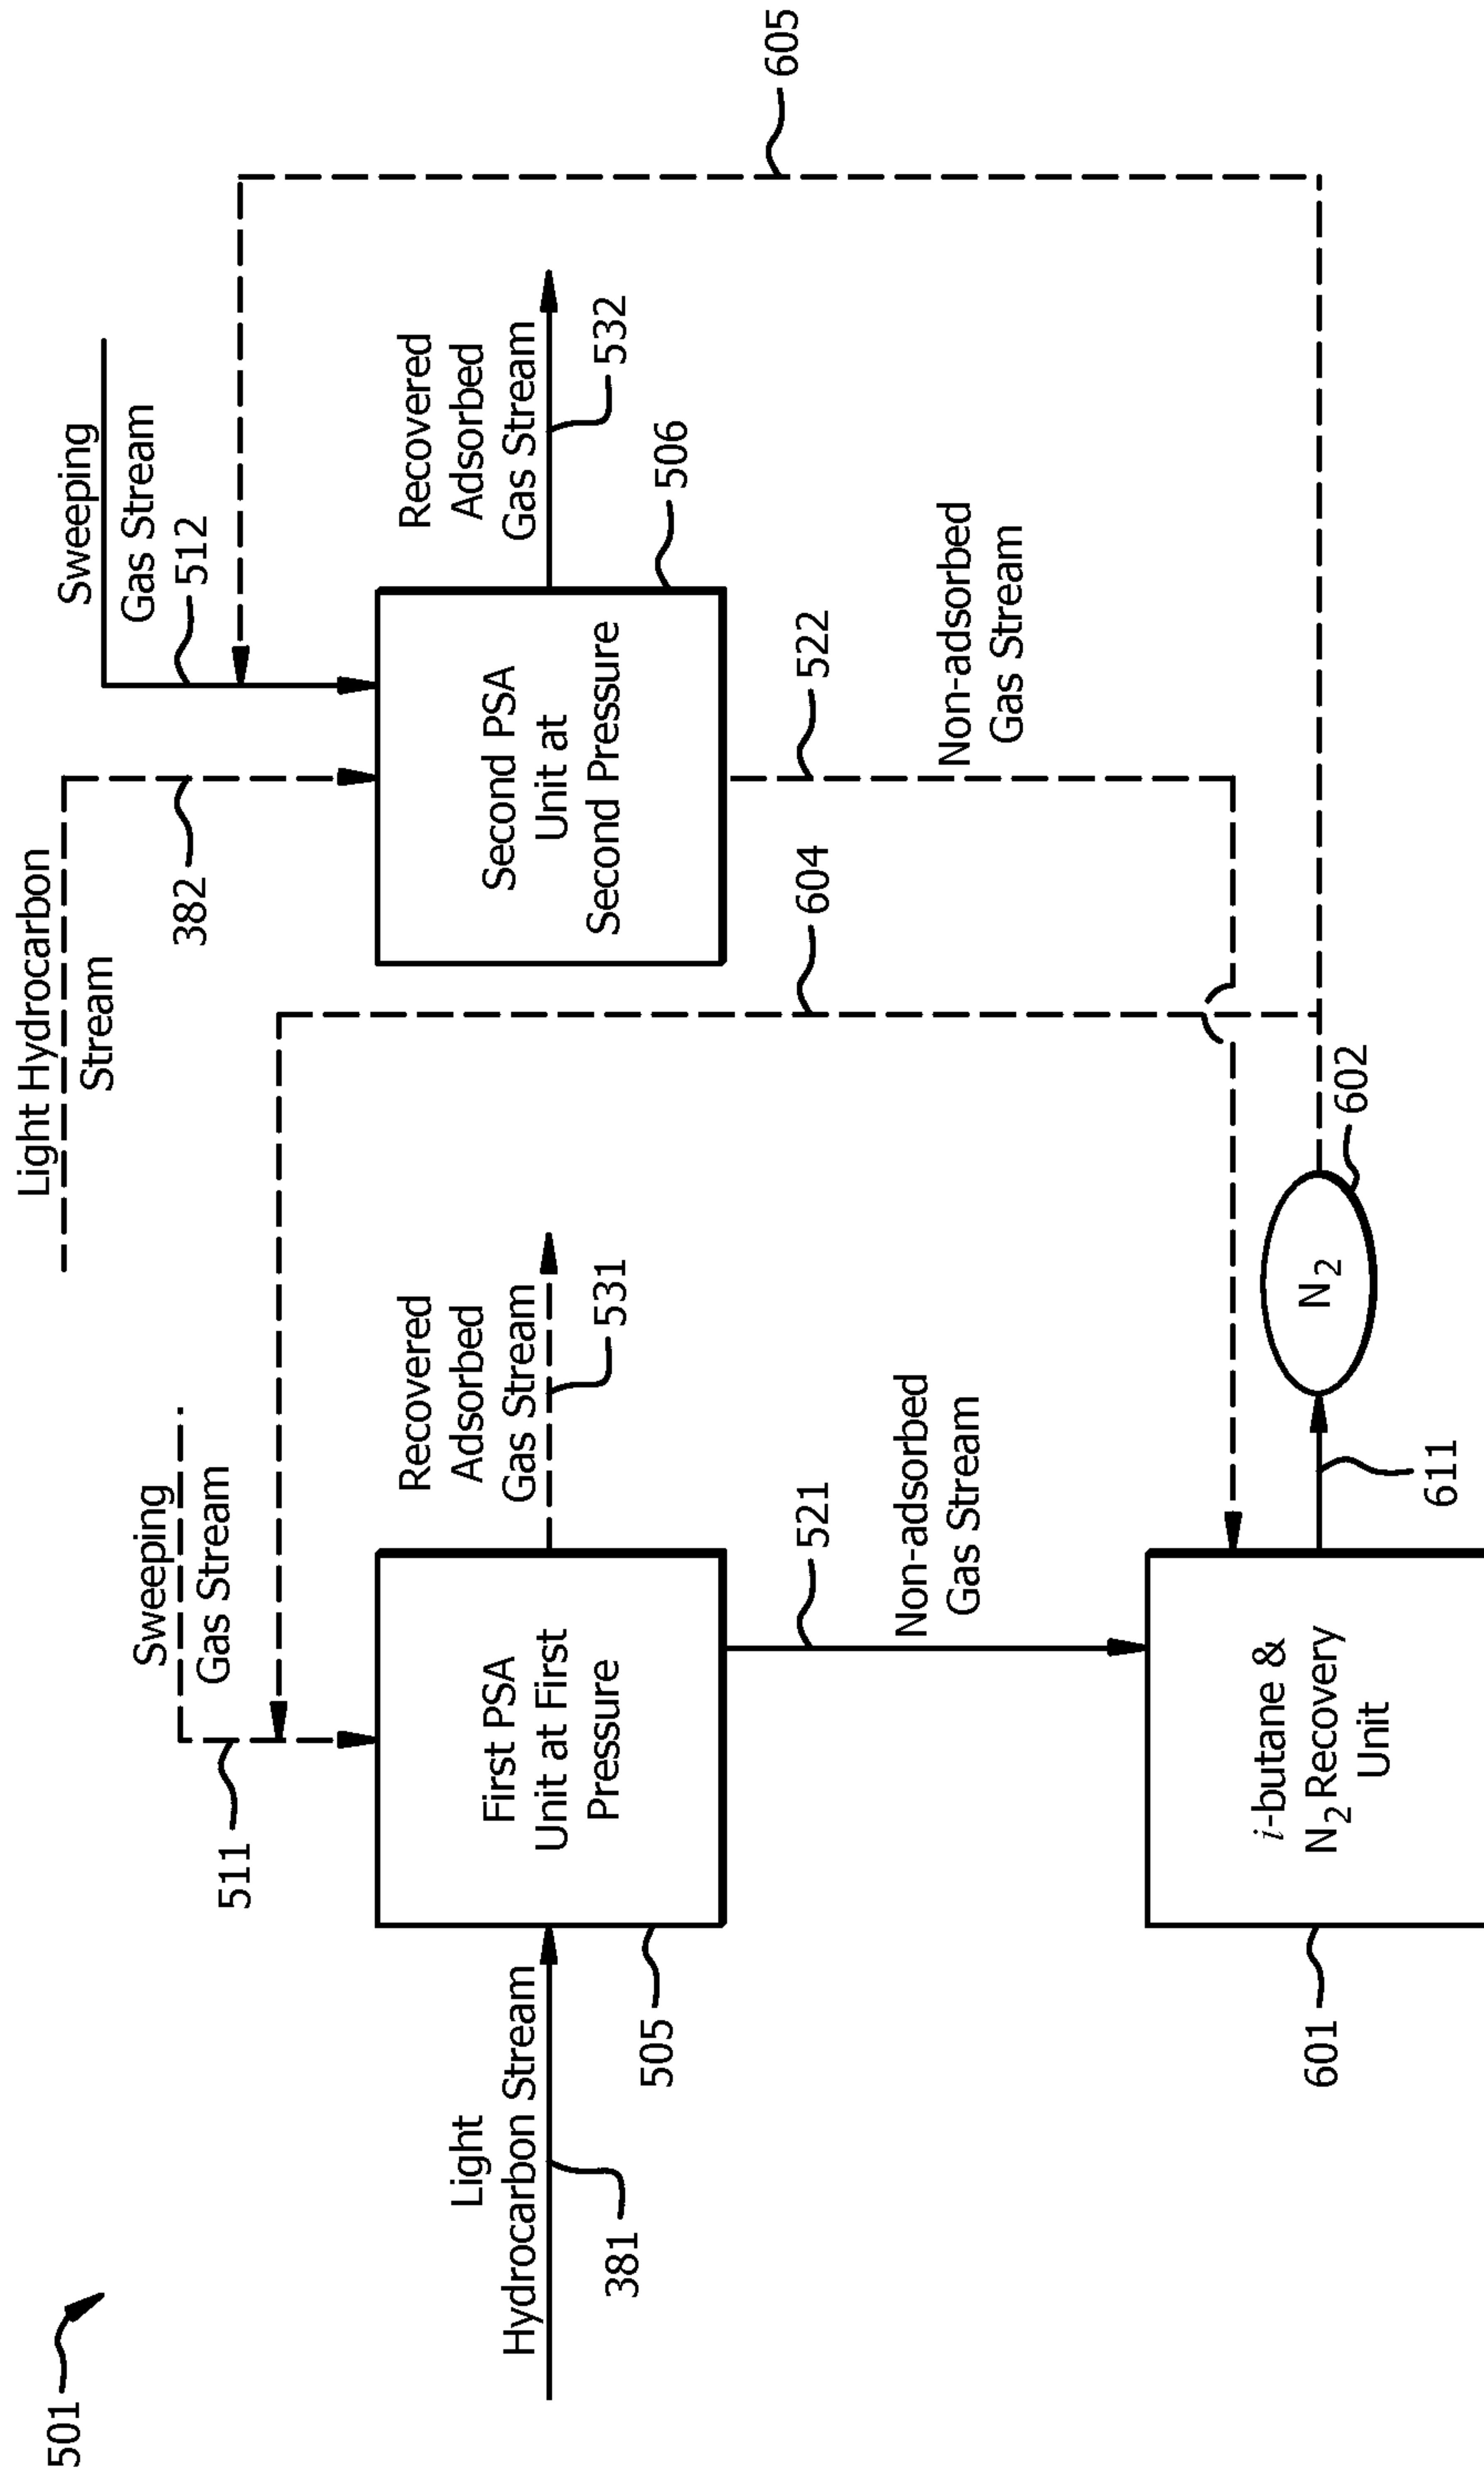 501
Light
Hydrocarbon Stream
381
505
First PSA
Unit at First
Pressure
Sweeping
Gas Stream
511
Recovered
Adsorbed
Gas Stream
531
521
Non-adsorbed
Gas Stream
Light Hydrocarbon
Stream
382
Sweeping
Gas Stream
512
Second PSA
Unit at
Second Pressure
506
Recovered
Adsorbed
Gas Stream
532
522
Non-adsorbed
Gas Stream
604
605
601
i-butane &
N2 Recovery
Unit
611
N2
602